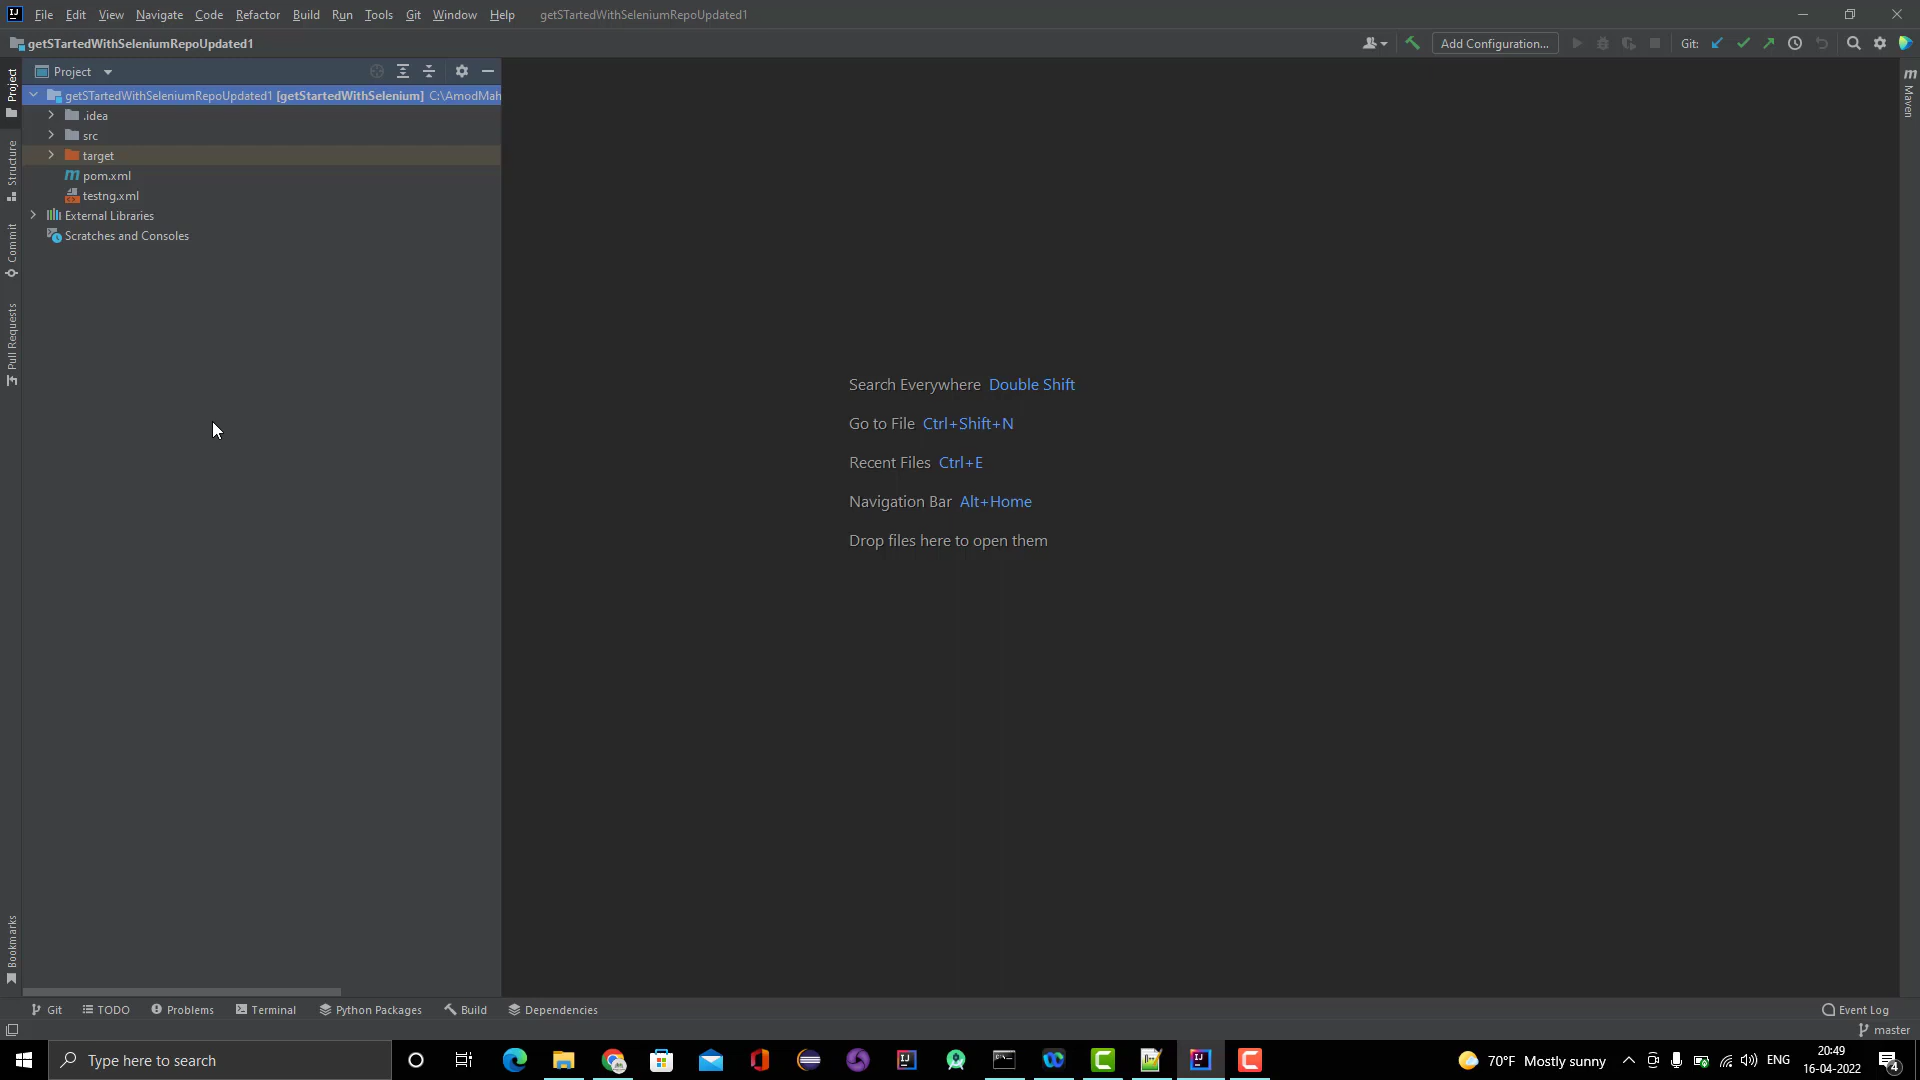 File Edit View Navigate Code Refactor Build Run Tools Git Window Help getSTartedWithSeleniumRepoUpdated1
getSTartedWithSeleniumRepoUpdated1
Add Configuration...
Git:
Project
getSTartedWithSeleniumRepoUpdated1 [getStartedWithSelenium] C:\AmodMah
.idea
src
target
pom.xml
testng.xml
External Libraries
Scratches and Consoles
Project
Structure
Commit
Pull Requests
Bookmarks
Maven
Search Everywhere Double Shift
Go to File Ctrl+Shift+N
Recent Files Ctrl+E
Navigation Bar Alt+Home
Drop files here to open them
Git TODO Problems Terminal Python Packages Build Dependencies
Event Log
master
Type here to search
70°F Mostly sunny
ENG
20:49
16-04-2022
4